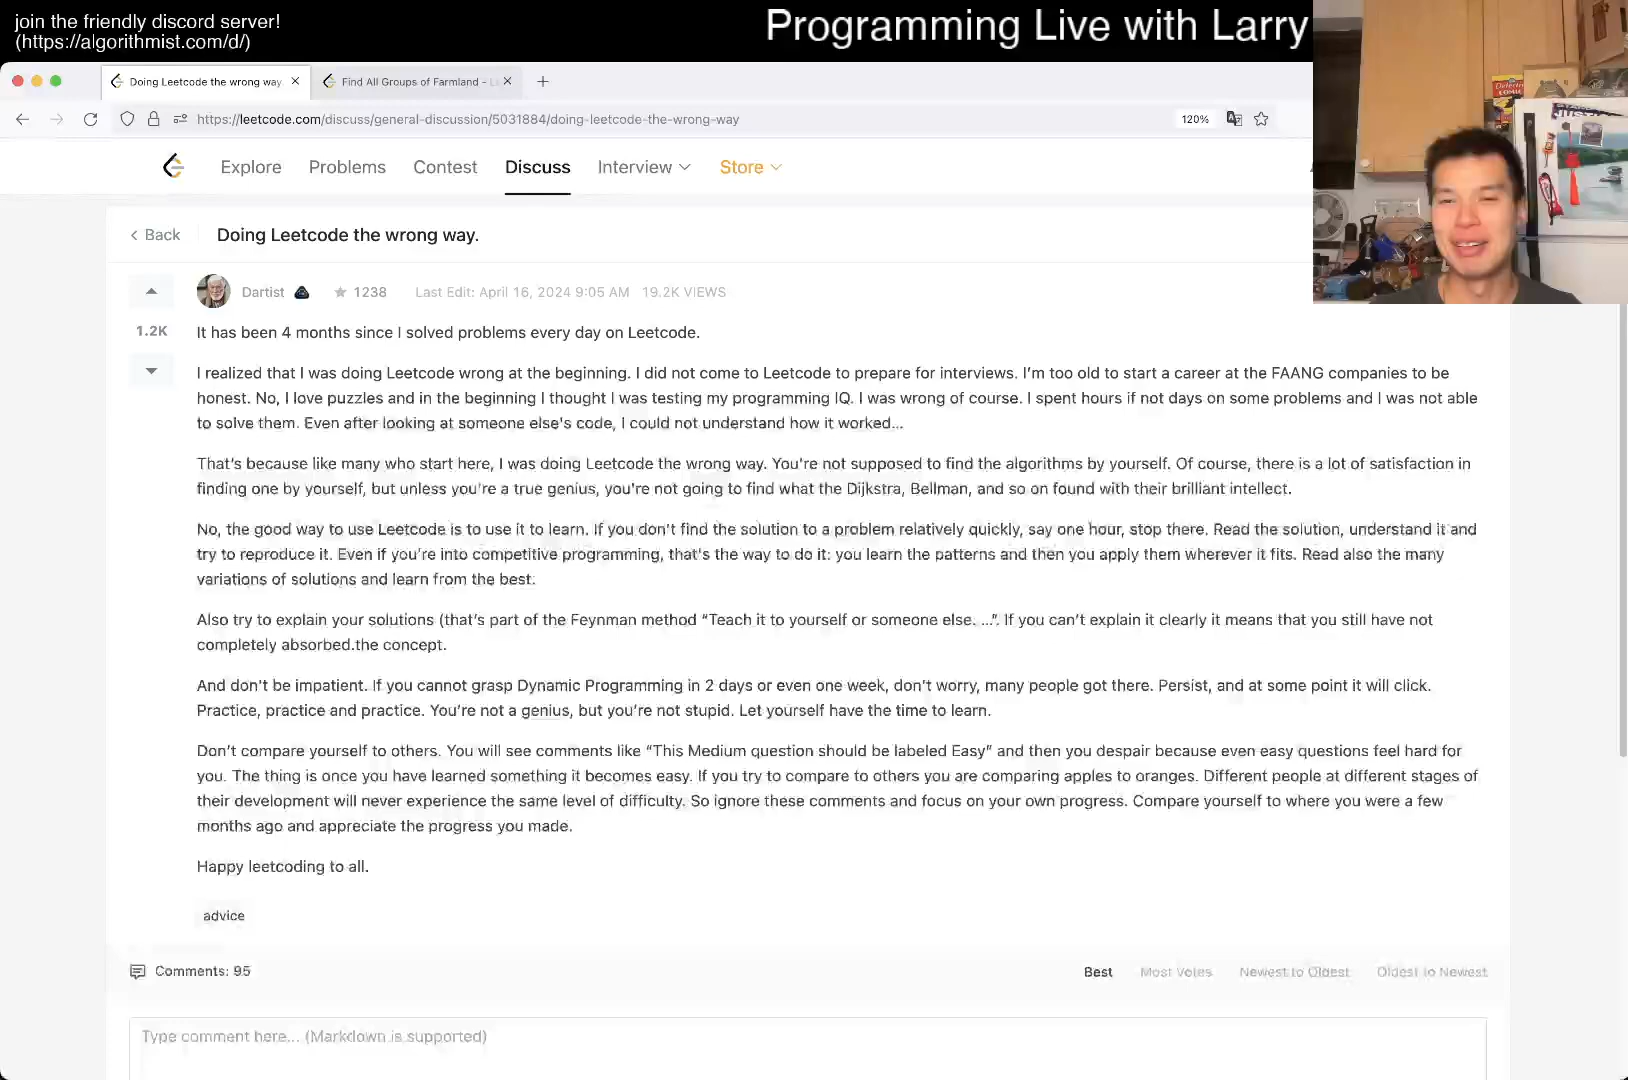 join the friendly discord server!
(https://algorithmist.com/d/)
Programming Live with Larry
Doing Leetcode the wrong way.
Find All Groups of Farmland - L
https://leetcode.com/discuss/general-discussion/5031884/doing-leetcode-the-wrong-way
120%
Explore
Problems
Contest
Discuss
Interview
Store
Back
Doing Leetcode the wrong way.
Dartist
1238
Last Edit: April 16, 2024 9:05 AM
19.2K VIEWS
1.2K
It has been 4 months since I solved problems every day on Leetcode.
I realized that I was doing Leetcode wrong at the beginning. I did not come to Leetcode to prepare for interviews. I'm too old to start a career at the FAANG companies to be
honest. No, I love puzzles and in the beginning I thought I was testing my programming IQ. I was wrong of course. I spent hours if not days on some problems and I was not able
to solve them. Even after looking at someone else's code, I could not understand how it worked...
That's because like many who start here, I was doing Leetcode the wrong way. You're not supposed to find the algorithms by yourself. Of course, there is a lot of satisfaction in
finding one by yourself, but unless you're a true genius, you're not going to find what the Dijkstra, Bellman, and so on found with their brilliant intellect.
No, the good way to use Leetcode is to use it to learn. If you don't find the solution to a problem relatively quickly, say one hour, stop there. Read the solution, understand it and
try to reproduce it. Even if you're into competitive programming, that's the way to do it: you learn the patterns and then you apply them wherever it fits. Read also the many
variations of solutions and learn from the best.
Also try to explain your solutions (that's part of the Feynman method “Teach it to yourself or someone else. ...”. If you can't explain it clearly it means that you still have not
completely absorbed.the concept.
And don't be impatient. If you cannot grasp Dynamic Programming in 2 days or even one week, don't worry, many people got there. Persist, and at some point it will click.
Practice, practice and practice. You're not a genius, but you're not stupid. Let yourself have the time to learn.
Don't compare yourself to others. You will see comments like “This Medium question should be labeled Easy” and then you despair because even easy questions feel hard for
you. The thing is once you have learned something it becomes easy. If you try to compare to others you are comparing apples to oranges. Different people at different stages of
their development will never experience the same level of difficulty. So ignore these comments and focus on your own progress. Compare yourself to where you were a few
months ago and appreciate the progress you made.
Happy leetcoding to all.
advice
Comments: 95
Best
Most Votes
Newest to Oldest
Oldest to Newest
Type comment here... (Markdown is supported)